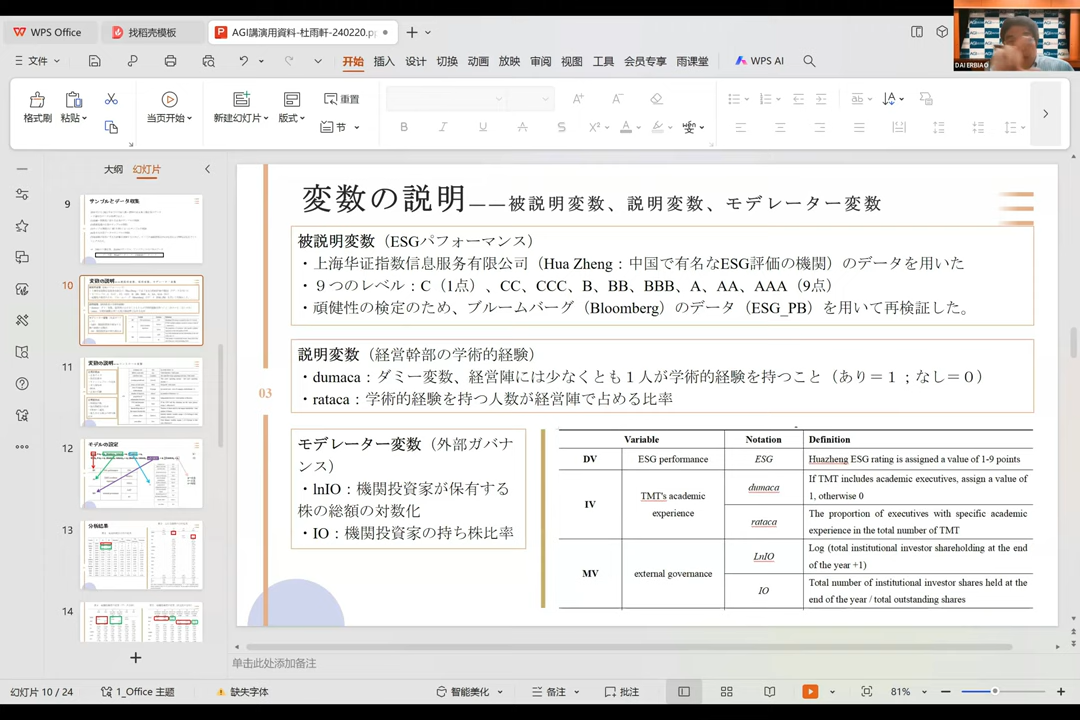 WPS Office
找稻壳模板
AGI講演用資料-杜雨軒-240220.p
DAI ERBIAO
文件
开始 插入 设计 切换 动画 放映 审阅 视图 工具 会员专享 雨课堂 WPS AI
格式刷 粘贴 当页开始 新建幻灯片 版式 重置
节
大纲 幻灯片
9
サンプルとデータ収集
10
11
12
モデルの設定
13
分析結果
14
変数の説明——被説明変数、説明変数、モデレーター変数
被説明変数（ESGパフォーマンス）
・上海华证指数信息服务有限公司（Hua Zheng：中国で有名なESG評価の機関）のデータを用いた
・９つのレベル：C（1点）、CC、CCC、B、BB、BBB、A、AA、AAA（9点）
・頑健性の検定のため、ブルームバーグ（Bloomberg）のデータ（ESG_PB）を用いて再検証した。
説明変数（経営幹部の学術的経験）
・dumaca：ダミー変数、経営陣には少なくとも１人が学術的経験を持つこと（あり＝１；なし＝０）
・rataca：学術的経験を持つ人数が経営陣で占める比率
03
モデレーター変数（外部ガバナ
ンス）
・lnIO：機関投資家が保有する
株の総額の対数化
・IO：機関投資家の持ち株比率
Variable Notation Definition
DV ESG performance ESG Huazheng ESG rating is assigned a value of 1-9 points
IV TMT's academic experience dumaca If TMT includes academic executives, assign a value of
1, otherwise 0
rataca The proportion of executives with specific academic
experience in the total number of TMT
MV external governance LnIO Log (total institutional investor shareholding at the end
of the year +1)
IO Total number of institutional investor shares held at the
end of the year / total outstanding shares
单击此处添加备注
幻灯片 10 / 24 1_Office 主题 缺失字体 智能美化 备注 批注 81%